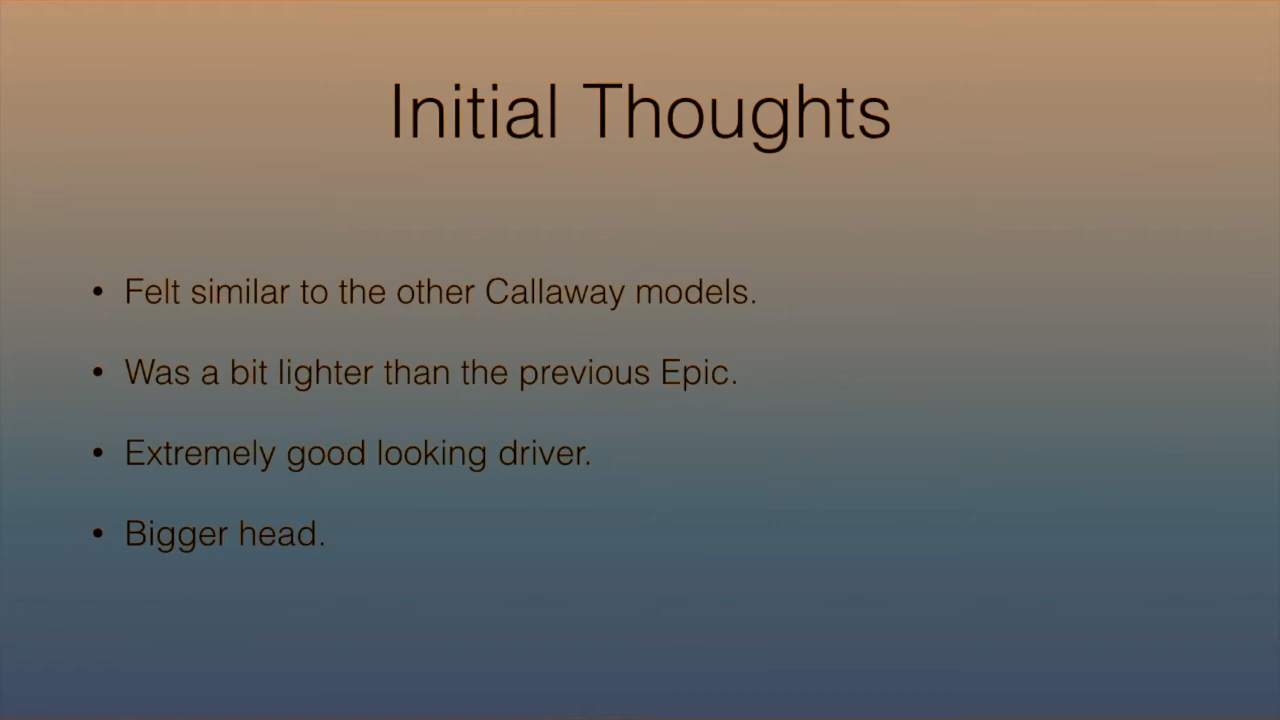 Initial Thoughts
• Felt similar to the other Callaway models.
• Was a bit lighter than the previous Epic.
• Extremely good looking driver.
• Bigger head.